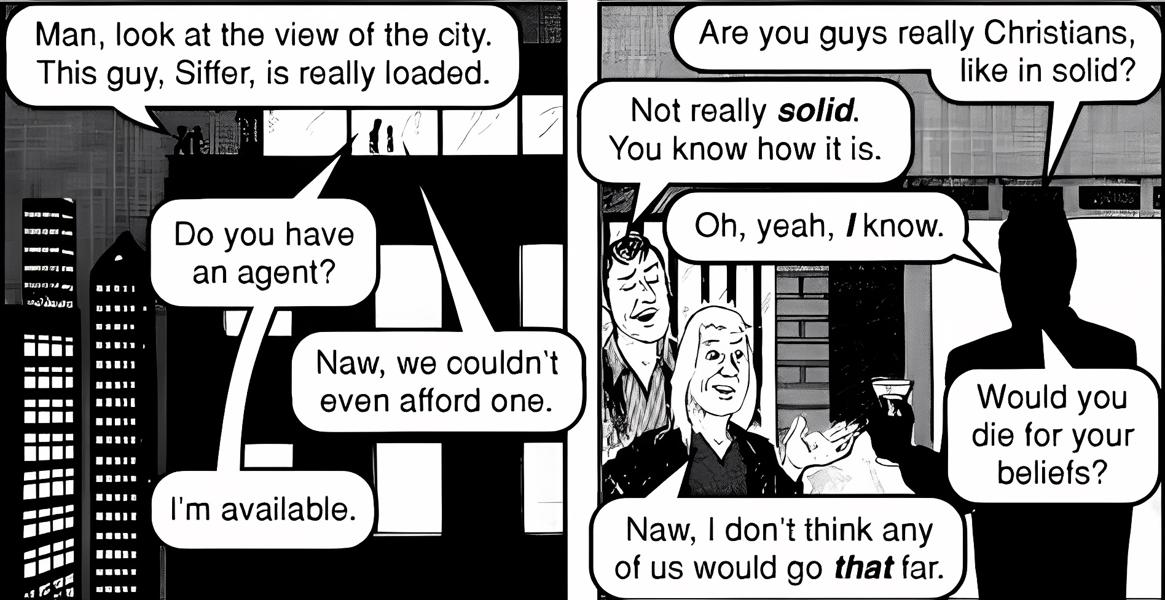 Man, look at the view of the city.
This guy, Siffer, is really loaded.
Do you have
an agent?
Naw, we couldn't
even afford one.
I'm available.
Are you guys really Christians,
like in solid?
Not really solid.
You know how it is.
Oh, yeah, I know.
Would you
die for your
beliefs?
Naw, I don't think any
of us would go that far.